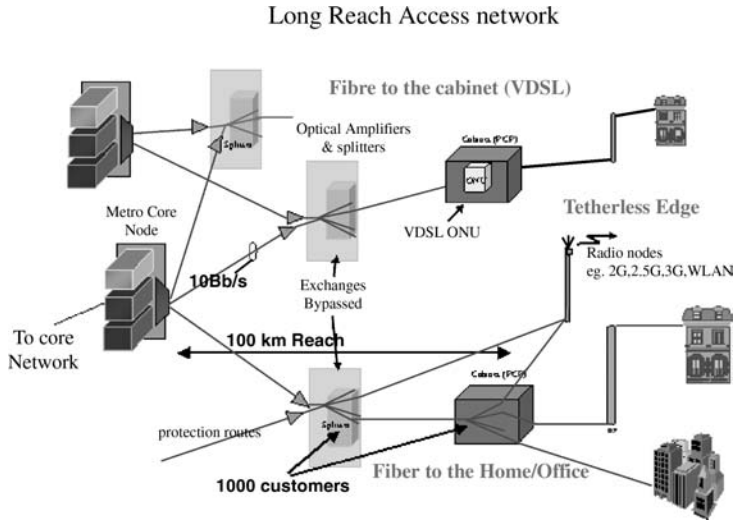 Long Reach Access network
Fibre to the cabinet (VDSL)
Optical Amplifiers
& splitters
(PCP)
ONU
VDSL ONU
Tetherless Edge
Metro Core
Node
Radio nodes
eg. 2G,2.5G,3G,WLAN
10Bb/s
Exchanges
Bypassed
To core
Network
100 km Reach
(PCP)
protection routes
1000 customers
Fiber to the Home/Office